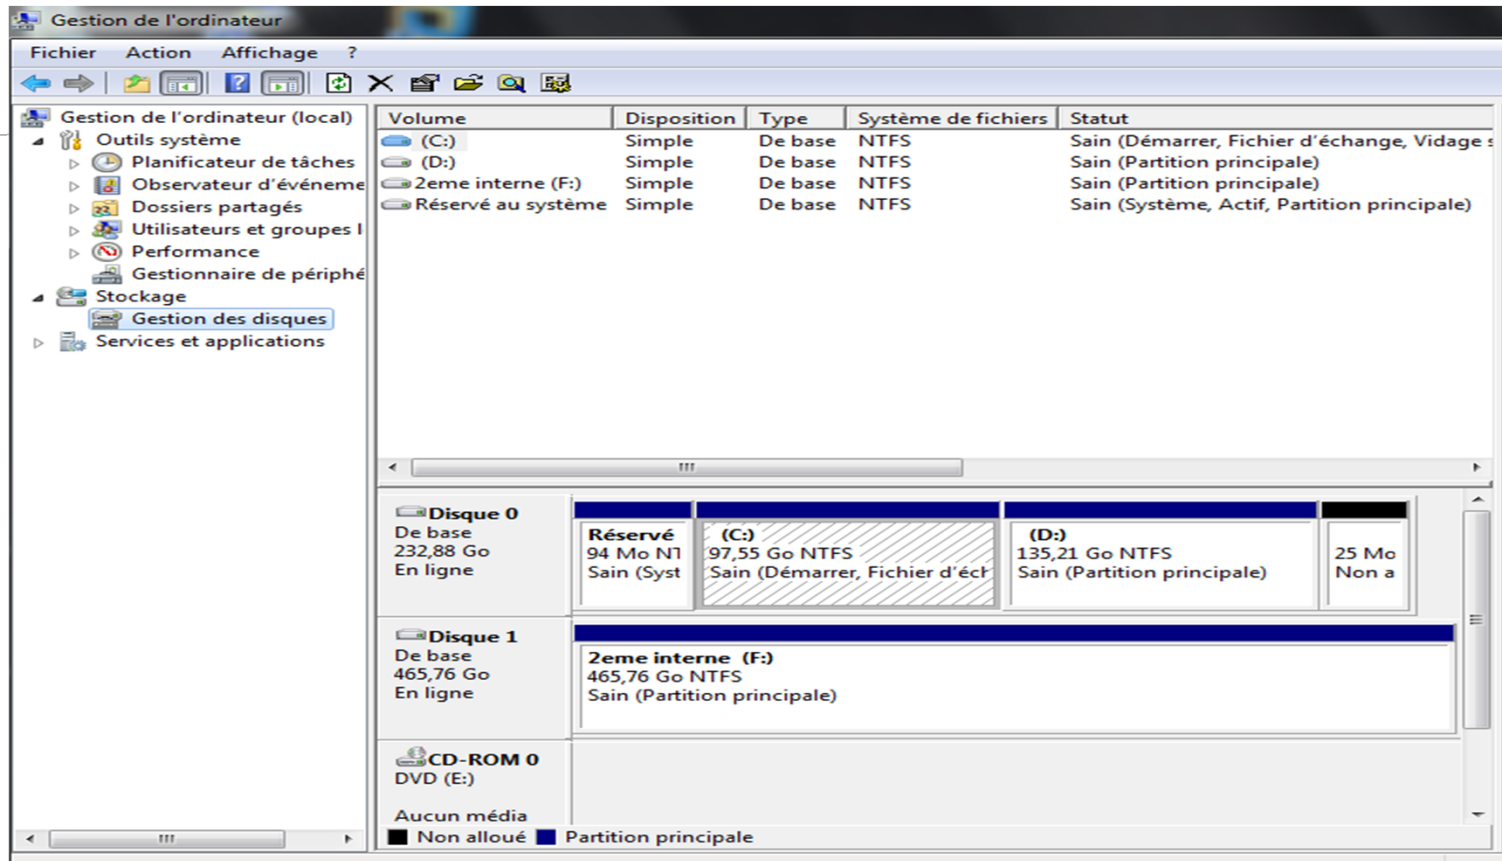 Gestion de l'ordinateur
Fichier Action Affichage ?
Gestion de l'ordinateur (local)
Outils système
Planificateur de tâches
Observateur d'événeme
Dossiers partagés
Utilisateurs et groupes l
Performance
Gestionnaire de périphé
Stockage
Gestion des disques
Services et applications
Volume Disposition Type Système de fichiers Statut
(C:) Simple De base NTFS Sain (Démarrer, Fichier d'échange, Vidage s
(D:) Simple De base NTFS Sain (Partition principale)
2eme interne (F:) Simple De base NTFS Sain (Partition principale)
Réservé au système Simple De base NTFS Sain (Système, Actif, Partition principale)
Disque 0
De base
232,88 Go
En ligne
Réservé
94 Mo NT
Sain (Syst
(C:)
97,55 Go NTFS
Sain (Démarrer, Fichier d'éch
(D:)
135,21 Go NTFS
Sain (Partition principale)
25 Mo
Non a
Disque 1
De base
465,76 Go
En ligne
2eme interne (F:)
465,76 Go NTFS
Sain (Partition principale)
CD-ROM 0
DVD (E:)
Aucun média
Non alloué Partition principale